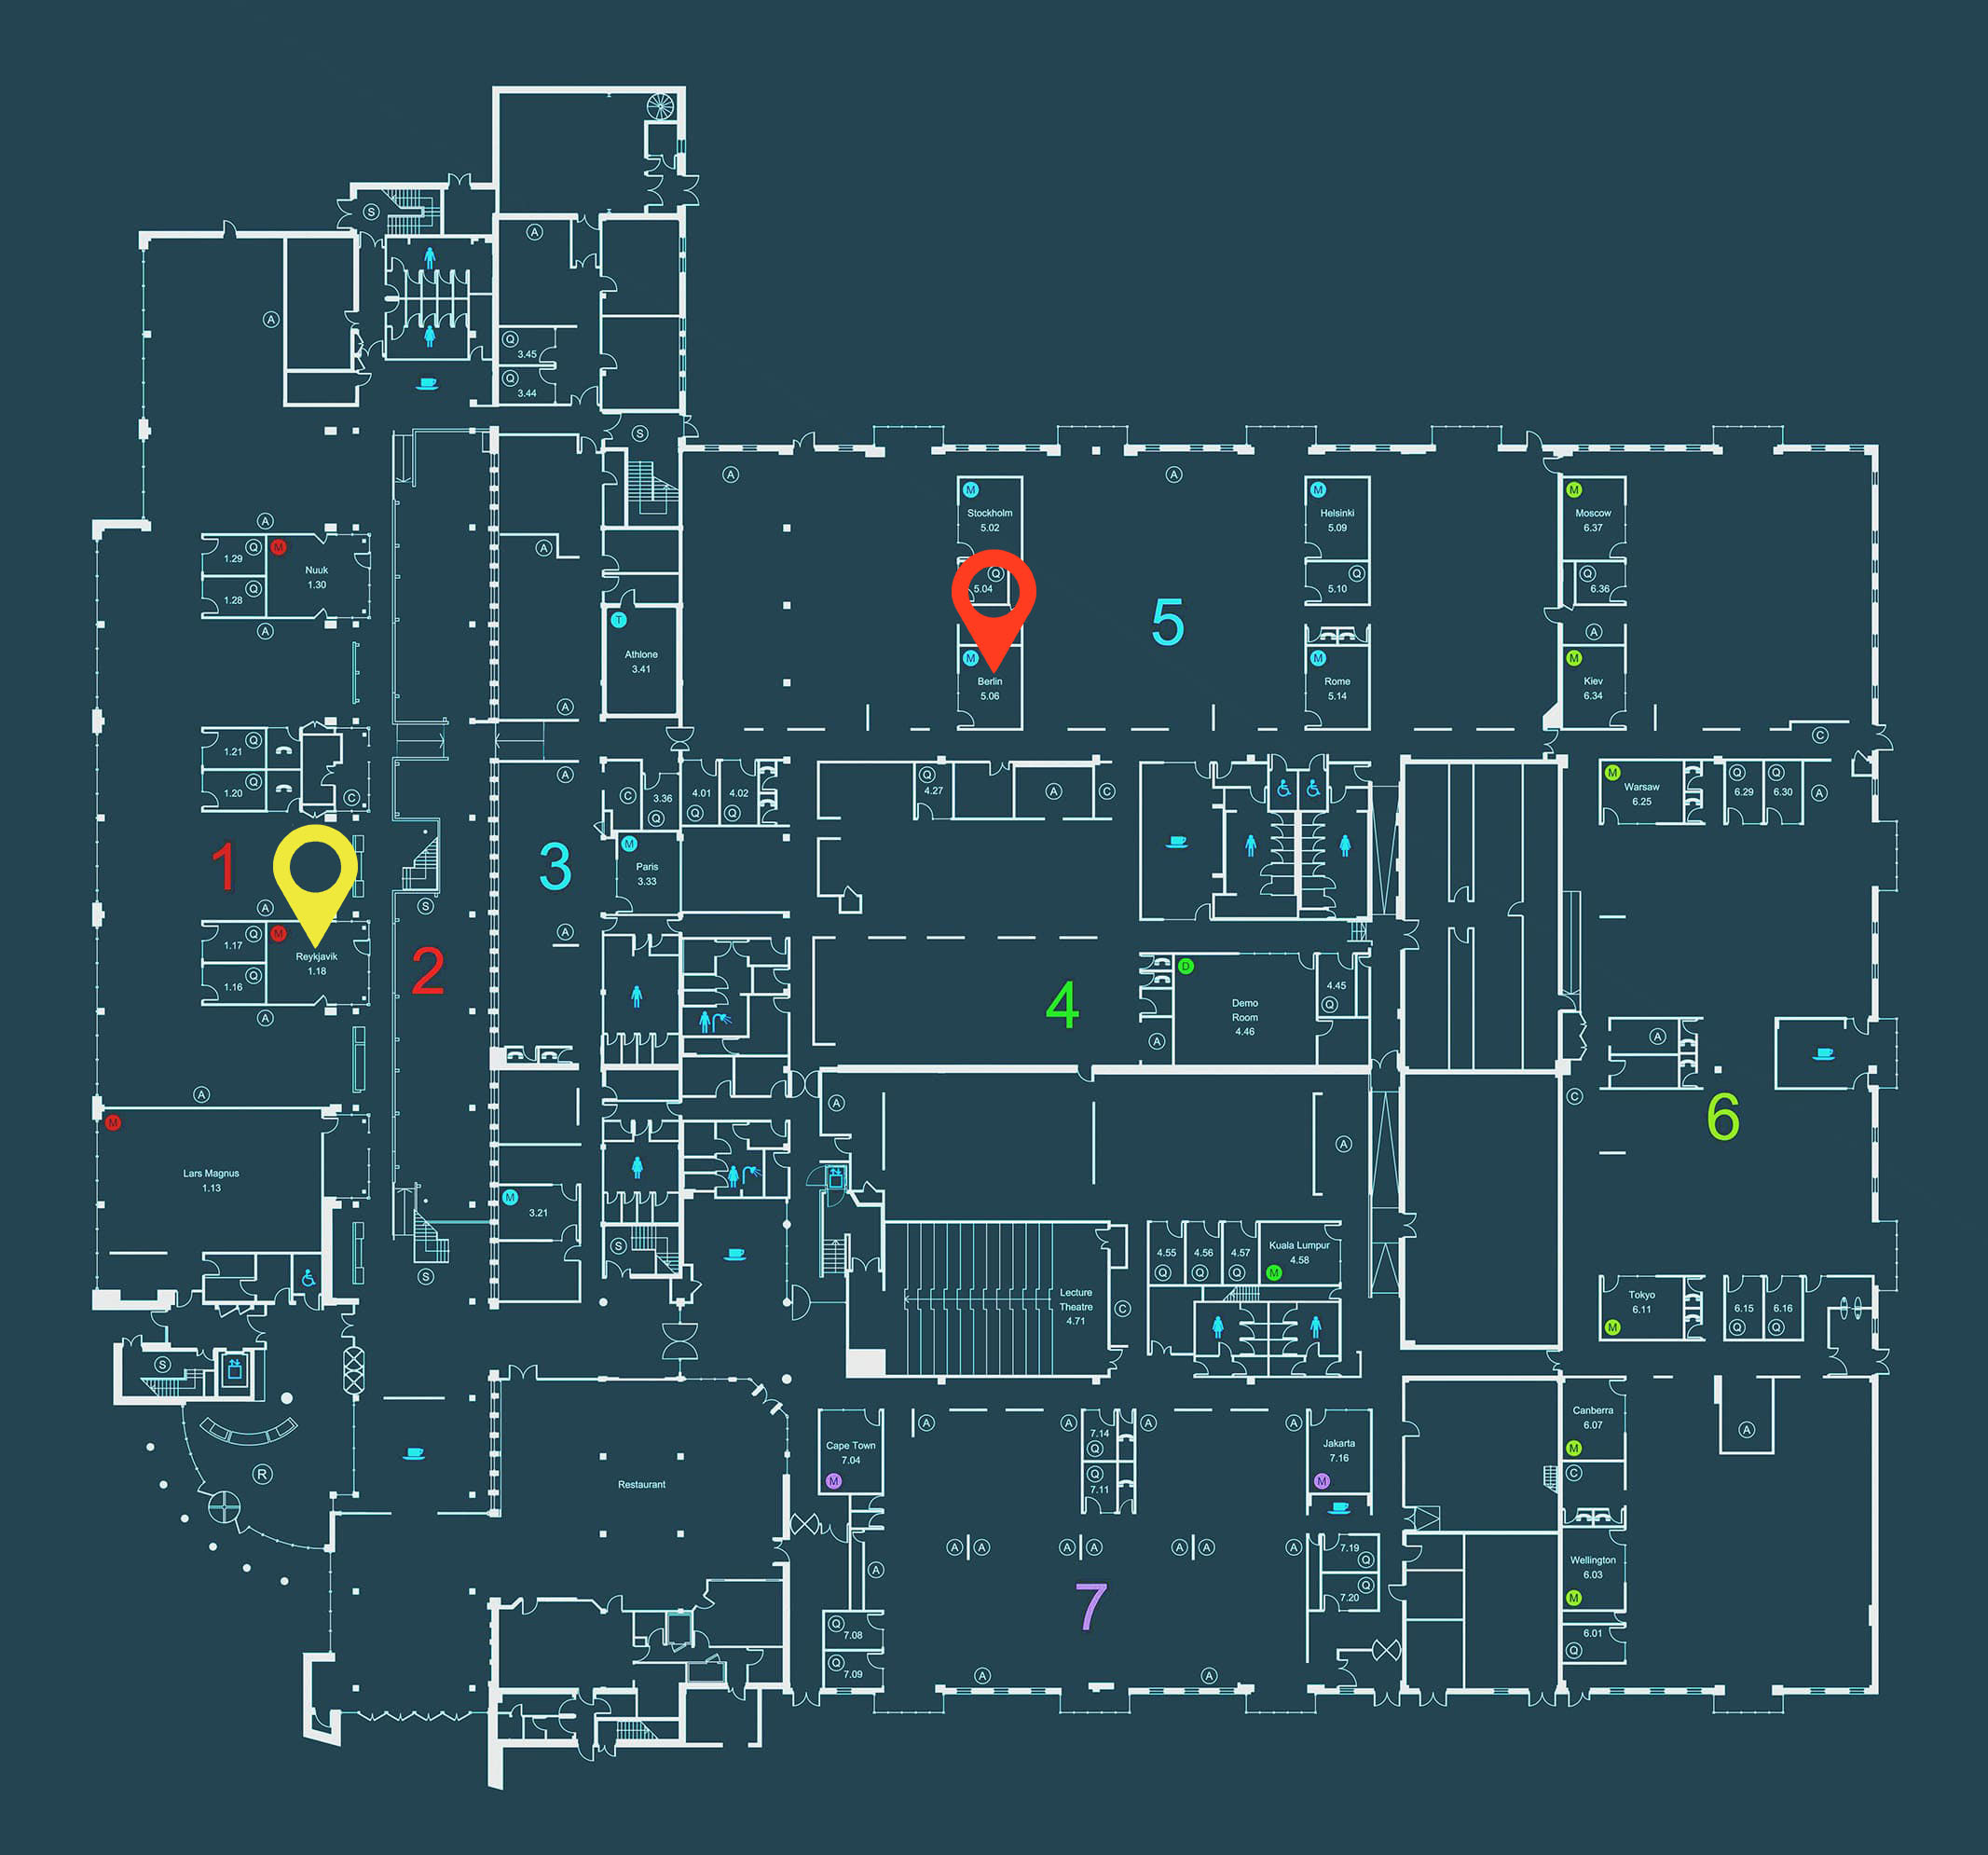 S
A
A
Q
3.45
Q
3.44
S
A
A
M
Stockholm
5.02
M
Helsinki
5.09
M
Moscow
6.37
A
Q
1.29
M
Nuuk
1.30
Q
1.28
A
A
T
Athlone
3.41
A
Q
5.04
Q
5.10
Q
6.36
5
A
M
Berlin
5.06
M
Rome
5.14
M
Kiev
6.34
Q
1.21
Q
1.20
C
A
C
3.36
Q
4.01
Q
4.02
Q
Q
4.27
A
C
C
M
Warsaw
6.25
Q
6.29
Q
6.30
A
1
3
M
Paris
3.33
A
S
A
Q
1.17
M
Reykjavik
1.18
Q
1.16
A
2
4
D
Demo
Room
4.46
4.45
Q
A
A
A
M
Lars Magnus
1.13
A
A
C
6
M
3.21
S
S
4.55
Q
4.56
Q
4.57
Q
Kuala Lumpur
4.58
M
Lecture
Theatre
4.71
C
Tokyo
6.11
M
6.15
Q
6.16
Q
S
R
Restaurant
Cape Town
7.04
M
A
A
7.14
Q
Q
7.11
A
A
Jakarta
7.16
M
Canberra
6.07
M
C
A
A
A
A
A
A
A
A
A
7.19
Q
Q
7.20
Wellington
6.03
M
7
Q
7.08
Q
7.09
A
A
6.01
Q